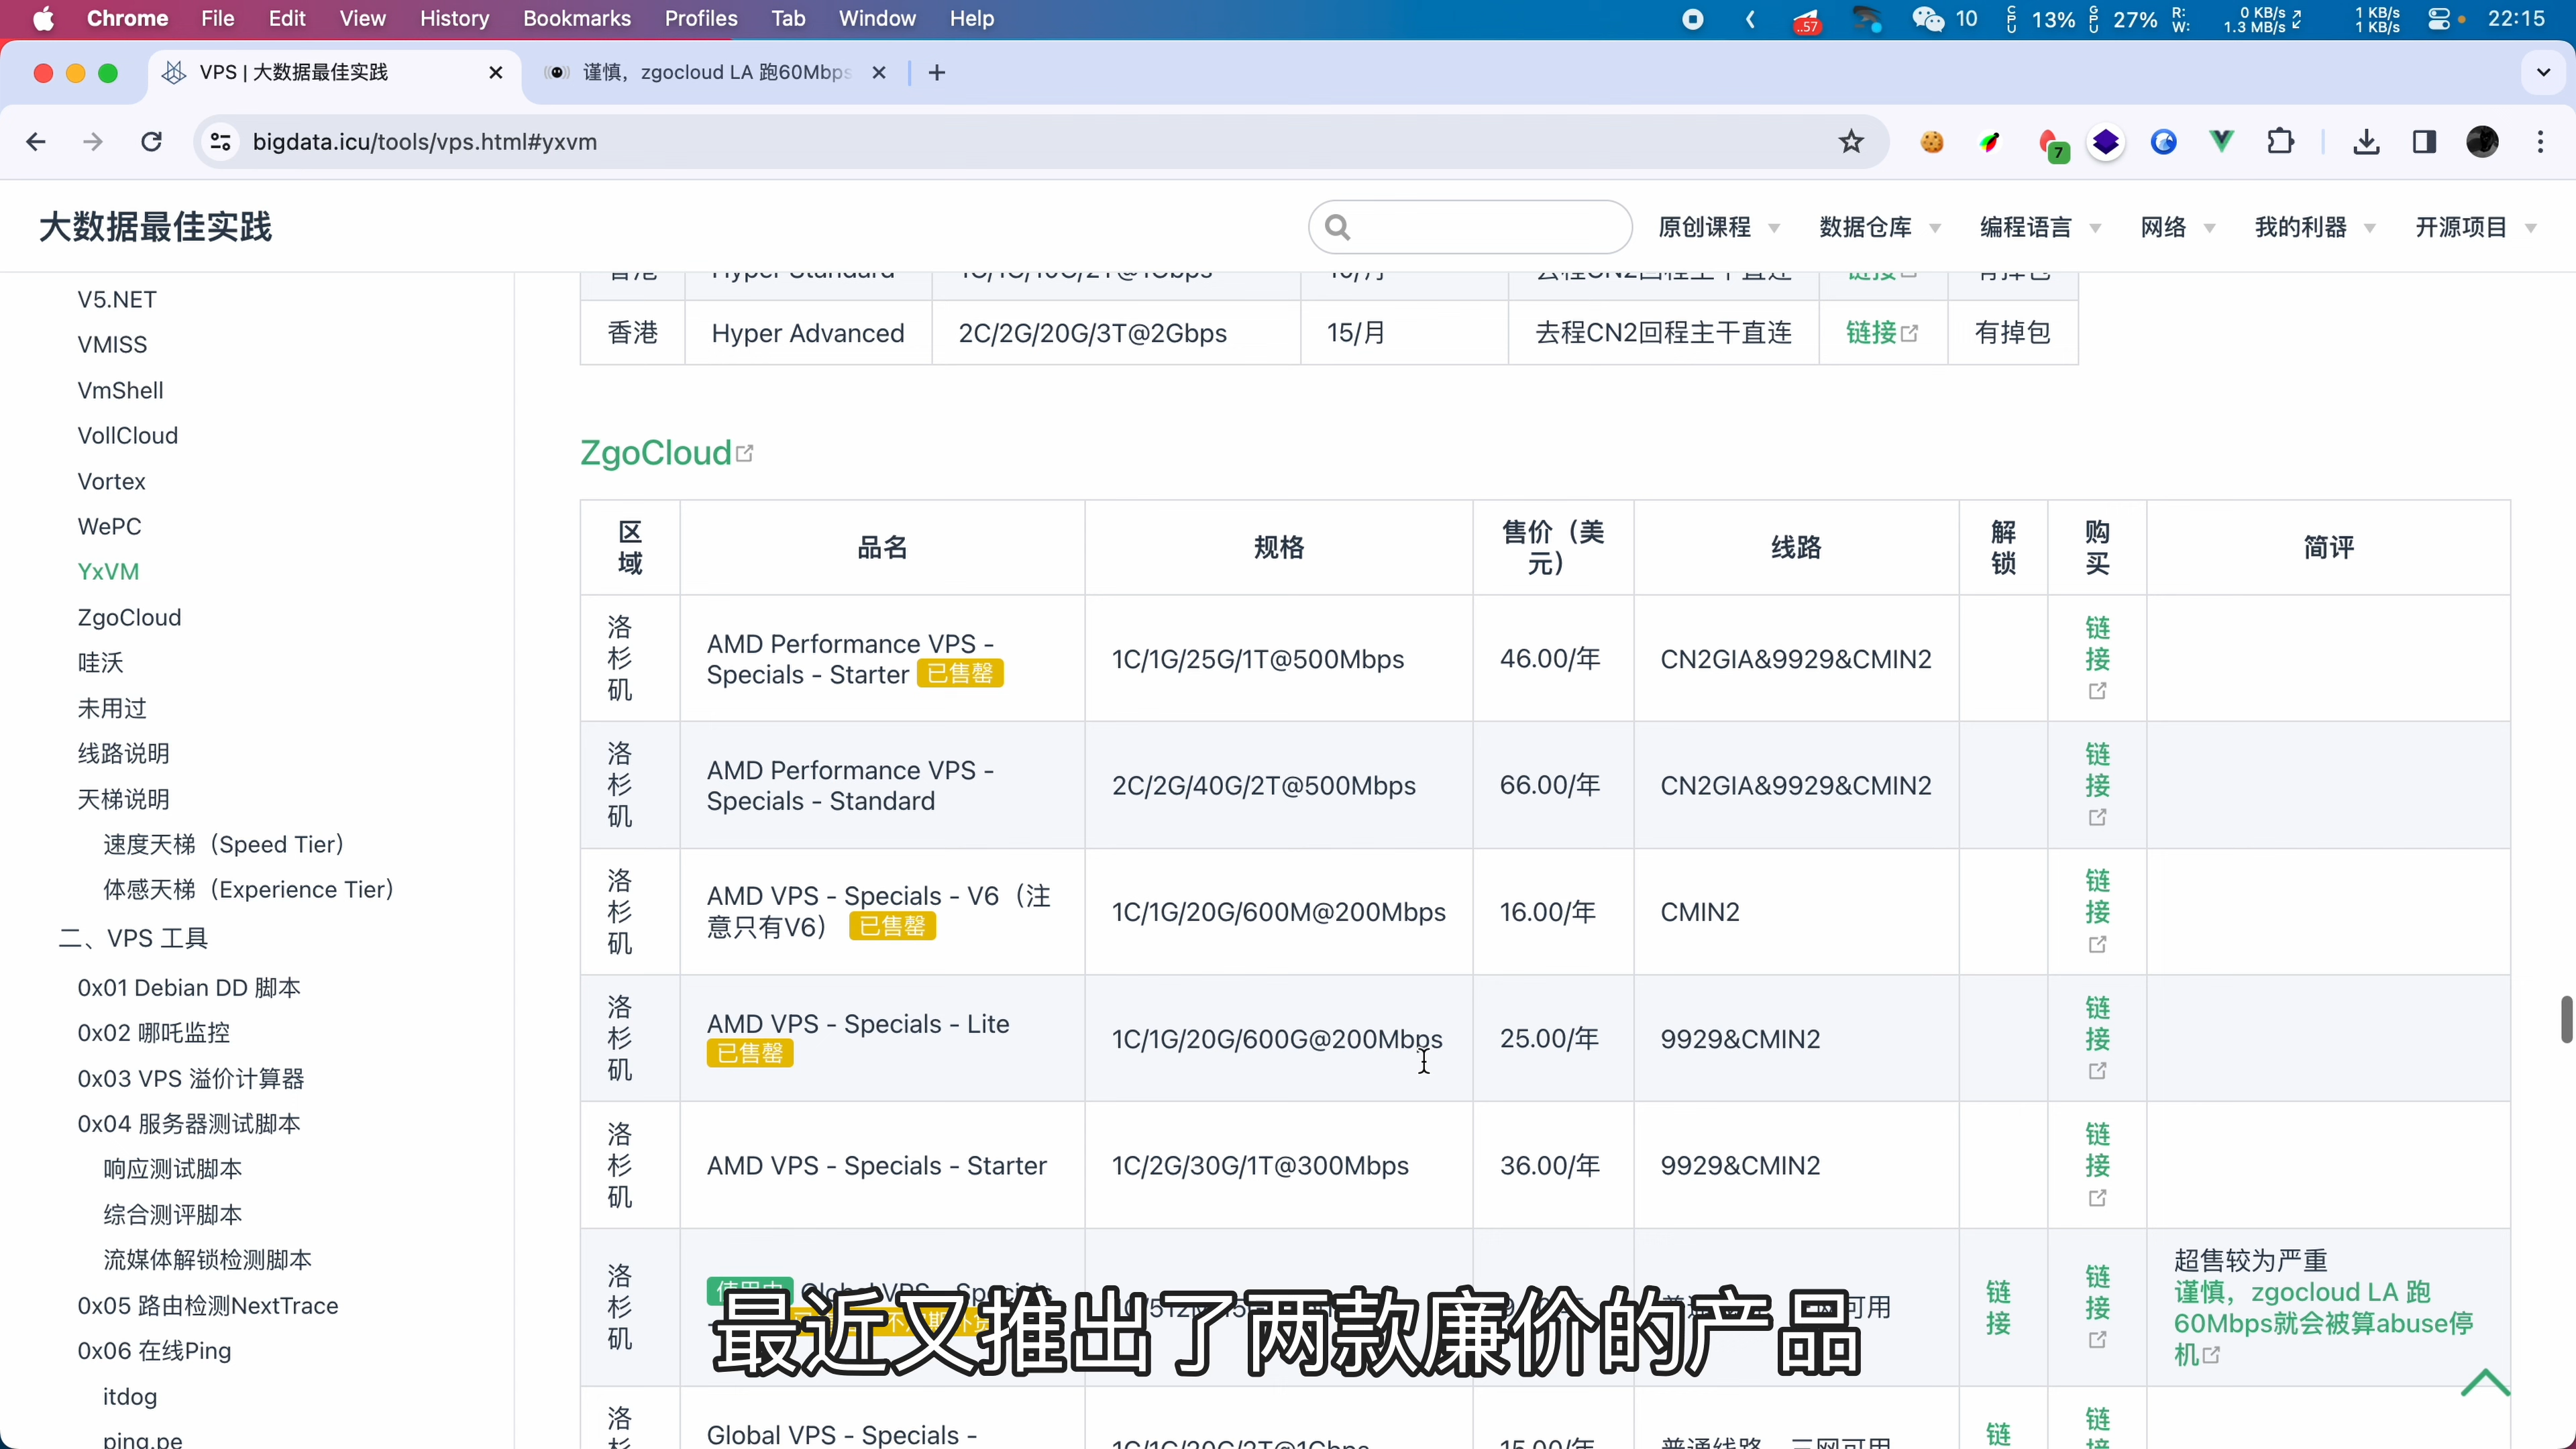 Chrome File Edit View History Bookmarks Profiles Tab Window Help
..57 10 CPU 13% GPU 27% R: W: 0 KB/s 1.3 MB/s 1 KB/s 1 KB/s 22:15
VPS | 大数据最佳实践
谨慎，zgocloud LA 跑60Mbps
bigdata.icu/tools/vps.html#yxvm
7
大数据最佳实践
原创课程 数据仓库 编程语言 网络 我的利器 开源项目
V5.NET
VMISS
VmShell
VollCloud
Vortex
WePC
YxVM
ZgoCloud
哇沃
未用过
线路说明
天梯说明
速度天梯（Speed Tier）
体感天梯（Experience Tier）
二、VPS 工具
0x01 Debian DD 脚本
0x02 哪吒监控
0x03 VPS 溢价计算器
0x04 服务器测试脚本
响应测试脚本
综合测评脚本
流媒体解锁检测脚本
0x05 路由检测NextTrace
0x06 在线Ping
itdog
ping.pe
香港 Hyper Advanced 2C/2G/20G/3T@2Gbps 15/月 去程CN2回程主干直连 链接 有掉包
ZgoCloud
区域 品名 规格 售价（美元） 线路 解锁 购买 简评
洛杉矶 AMD Performance VPS -
Specials - Starter 已售罄 1C/1G/25G/1T@500Mbps 46.00/年 CN2GIA&9929&CMIN2 链接
洛杉矶 AMD Performance VPS -
Specials - Standard 2C/2G/40G/2T@500Mbps 66.00/年 CN2GIA&9929&CMIN2 链接
洛杉矶 AMD VPS - Specials - V6（注
意只有V6） 已售罄 1C/1G/20G/600M@200Mbps 16.00/年 CMIN2 链接
洛杉矶 AMD VPS - Specials - Lite
已售罄 1C/1G/20G/600G@200Mbps 25.00/年 9929&CMIN2 链接
洛杉矶 AMD VPS - Specials - Starter 1C/2G/30G/1T@300Mbps 36.00/年 9929&CMIN2 链接
洛杉矶 Global VPS - Specials 可用 链接 链接
超售较为严重
谨慎，zgocloud LA 跑
60Mbps就会被算abuse停
机
最近又推出了两款廉价的产品
Global VPS - Specials -